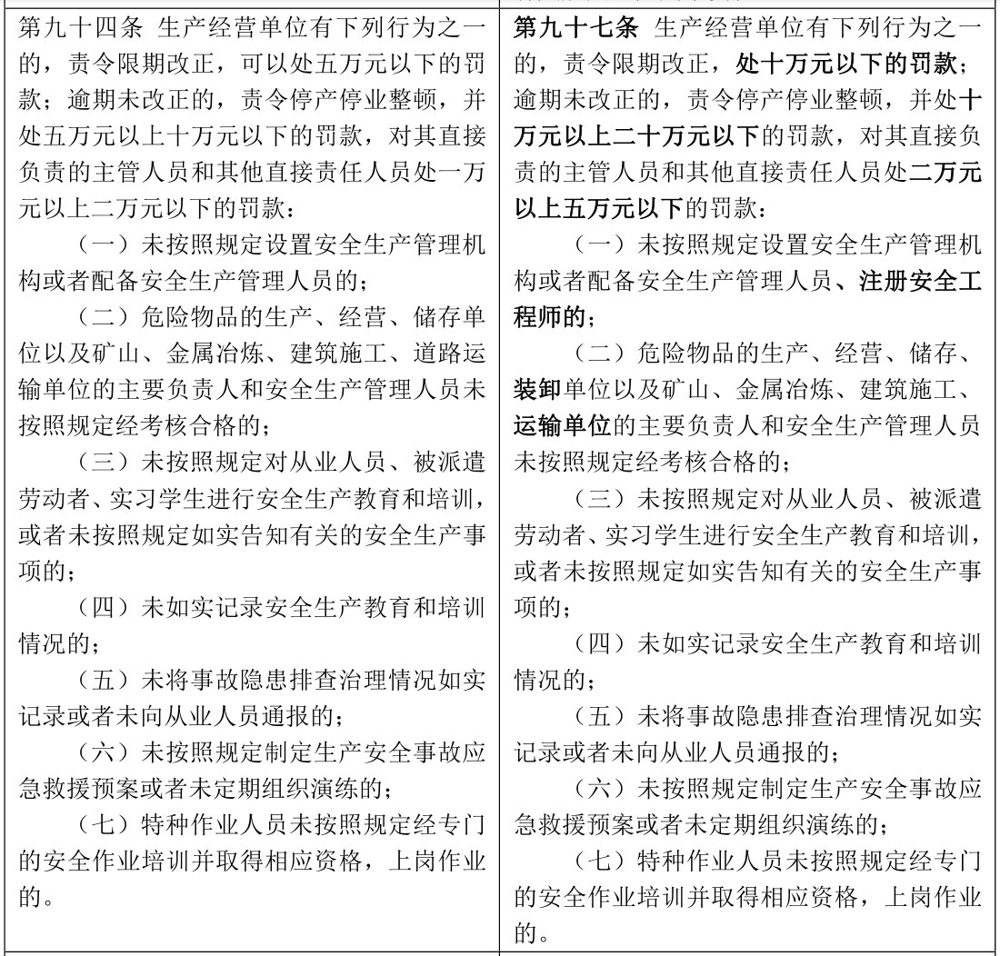 第九十四条 生产经营单位有下列行为之一
的，责令限期改正，可以处五万元以下的罚
款；逾期未改正的，责令停产停业整顿，并
处五万元以上十万元以下的罚款，对其直接
负责的主管人员和其他直接责任人员处一万
元以上二万元以下的罚款：
（一）未按照规定设置安全生产管理机
构或者配备安全生产管理人员的；
（二）危险物品的生产、经营、储存单
位以及矿山、金属冶炼、建筑施工、道路运
输单位的主要负责人和安全生产管理人员未
按照规定经考核合格的；
（三）未按照规定对从业人员、被派遣
劳动者、实习学生进行安全生产教育和培训，
或者未按照规定如实告知有关的安全生产事
项的；
（四）未如实记录安全生产教育和培训
情况的；
（五）未将事故隐患排查治理情况如实
记录或者未向从业人员通报的；
（六）未按照规定制定生产安全事故应
急救援预案或者未定期组织演练的；
（七）特种作业人员未按照规定经专门
的安全作业培训并取得相应资格，上岗作业
的。
第九十七条 生产经营单位有下列行为之一
的，责令限期改正，处十万元以下的罚款；
逾期未改正的，责令停产停业整顿，并处十
万元以上二十万元以下的罚款，对其直接负
责的主管人员和其他直接责任人员处二万元
以上五万元以下的罚款：
（一）未按照规定设置安全生产管理机
构或者配备安全生产管理人员、注册安全工
程师的；
（二）危险物品的生产、经营、储存、
装卸单位以及矿山、金属冶炼、建筑施工、
运输单位的主要负责人和安全生产管理人员
未按照规定经考核合格的；
（三）未按照规定对从业人员、被派遣
劳动者、实习学生进行安全生产教育和培训，
或者未按照规定如实告知有关的安全生产事
项的；
（四）未如实记录安全生产教育和培训
情况的；
（五）未将事故隐患排查治理情况如实
记录或者未向从业人员通报的；
（六）未按照规定制定生产安全事故应
急救援预案或者未定期组织演练的；
（七）特种作业人员未按照规定经专门
的安全作业培训并取得相应资格，上岗作业
的。